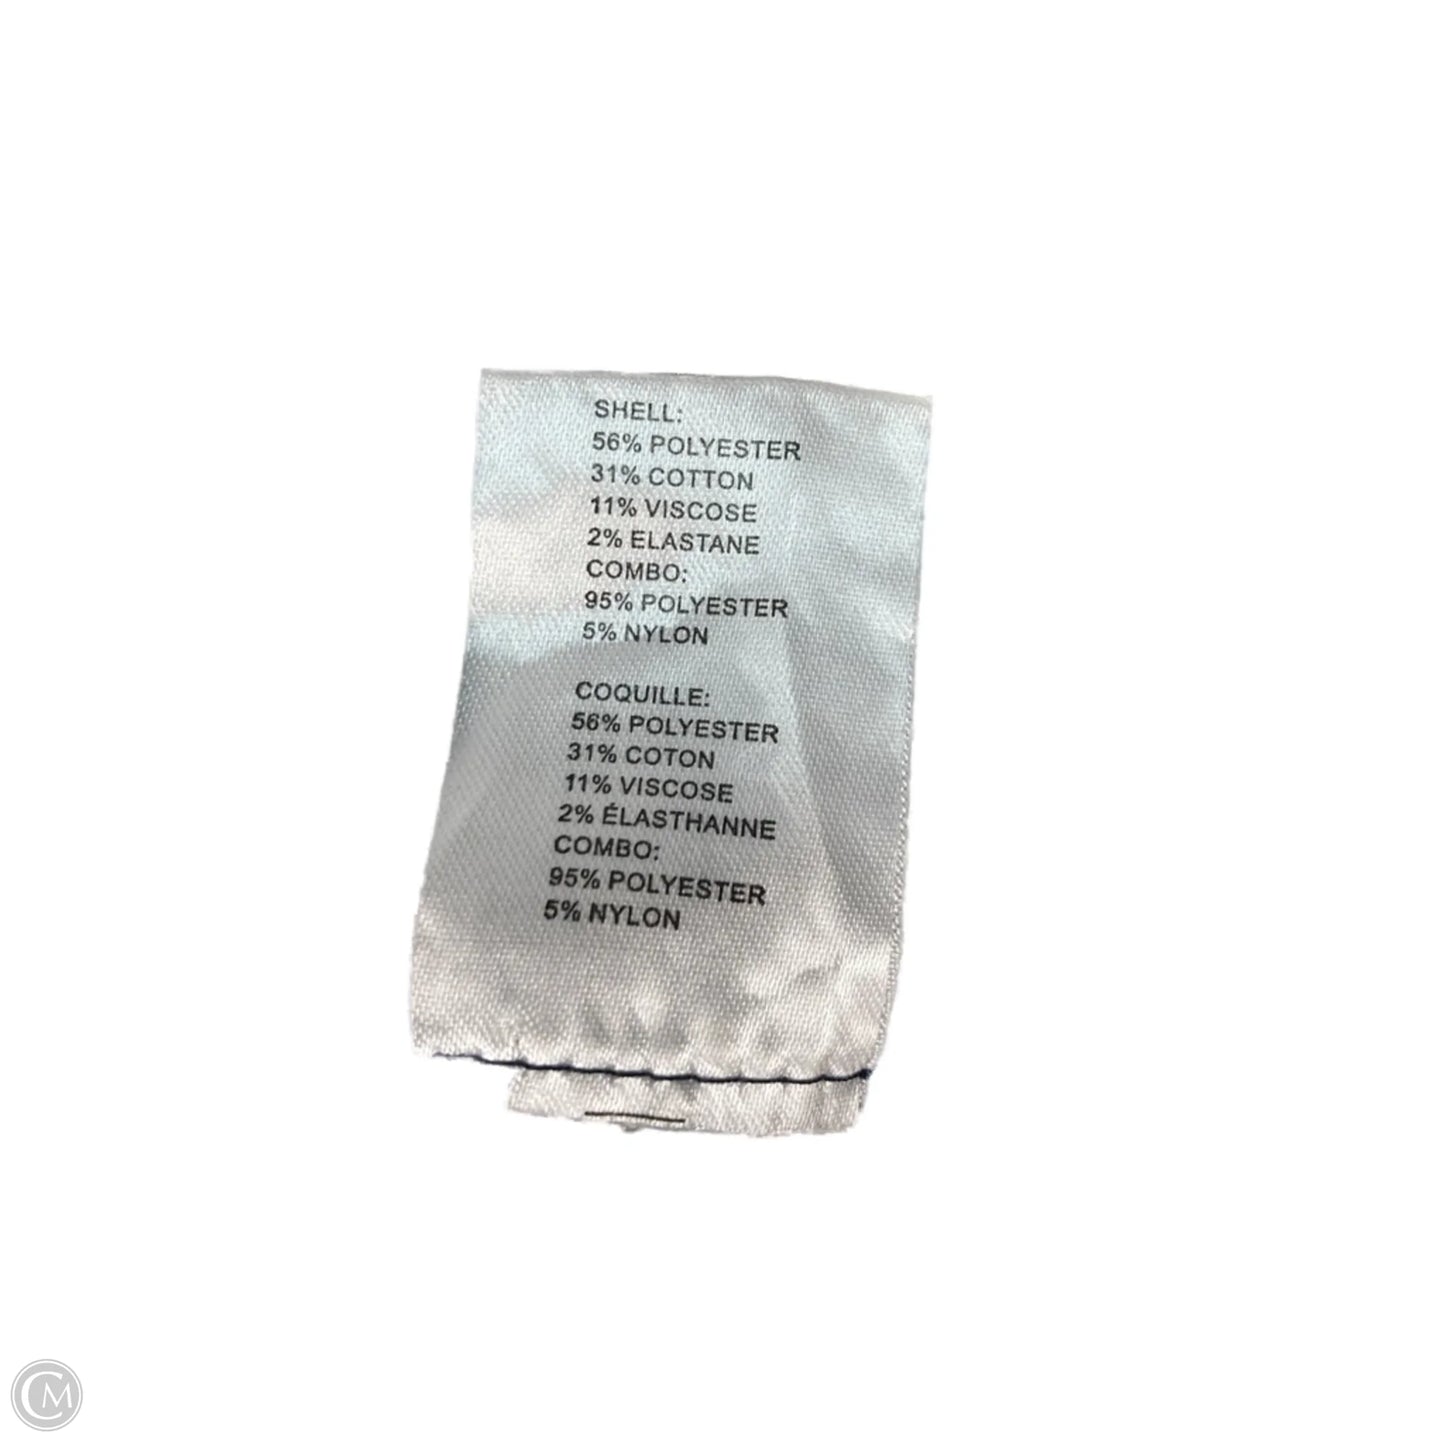 SHELL:
56% POLYESTER
31% COTTON
11% VISCOSE
2% ELASTANE
COMBO:
95% POLYESTER
5% NYLON
COQUILLE:
56% POLYESTER
31% COTON
11% VISCOSE
2% ÉLASTHANNE
COMBO:
95% POLYESTER
5% NYLON
CM